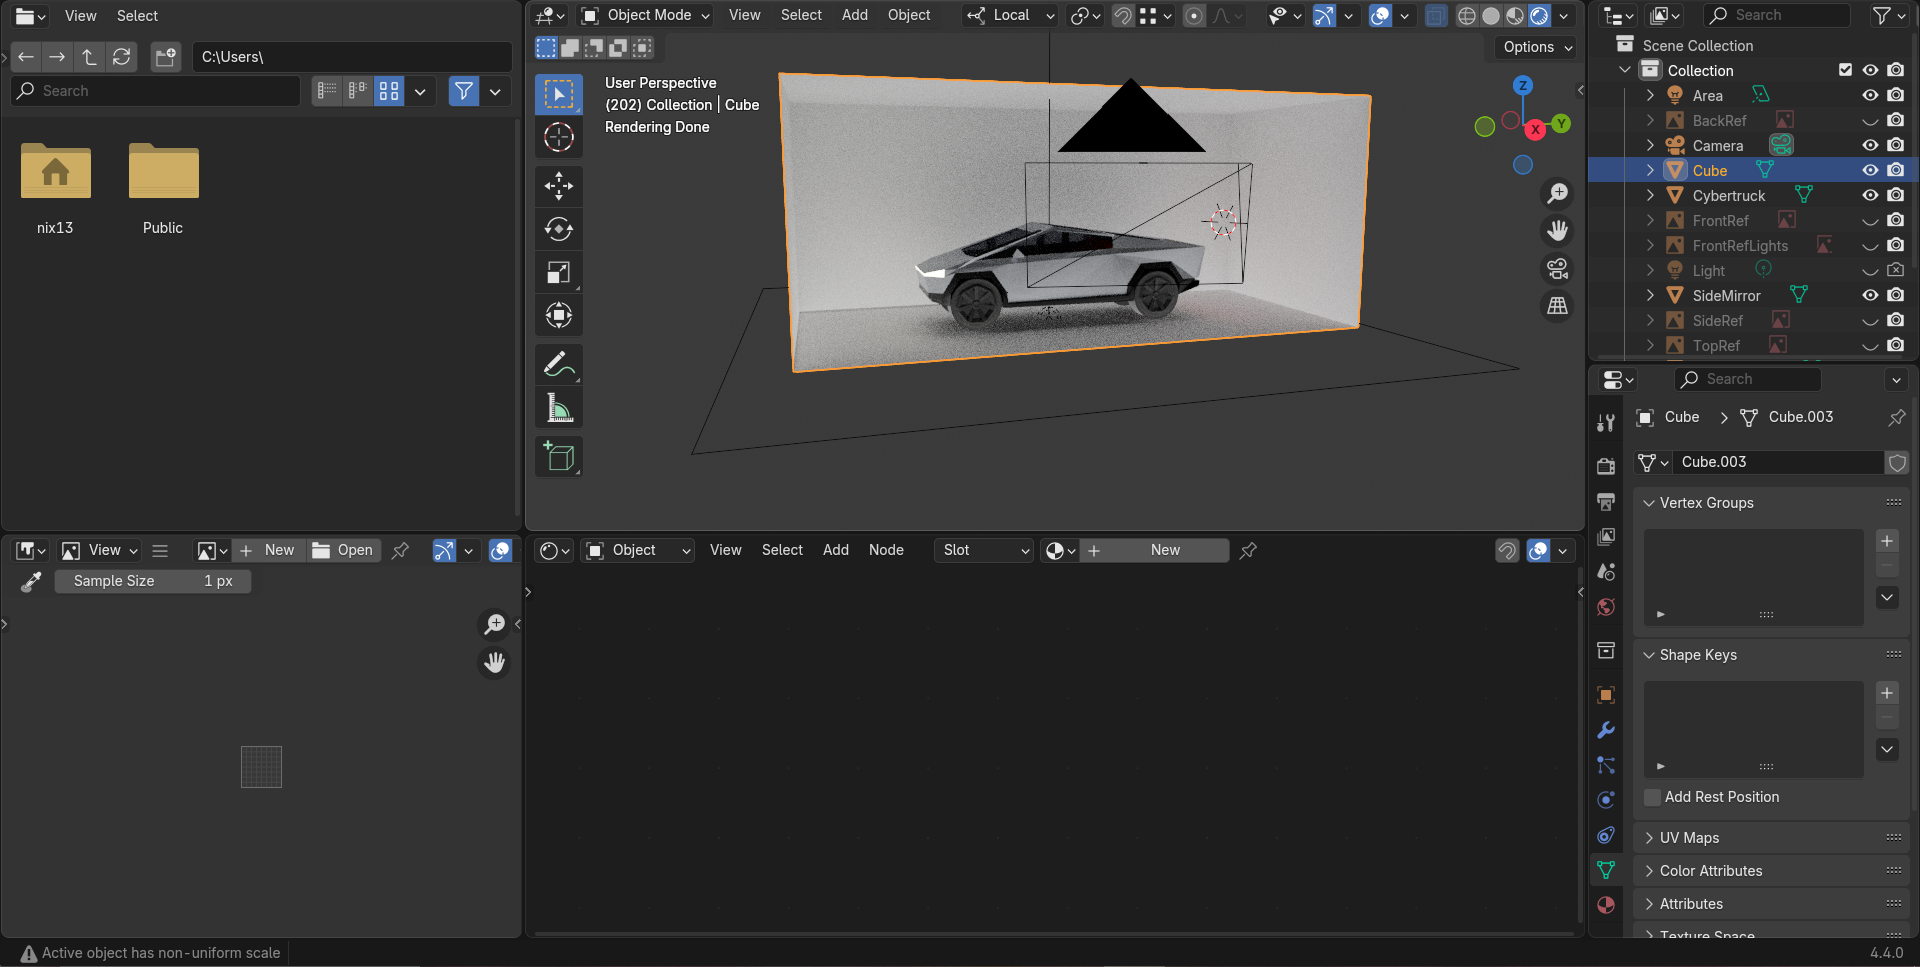 View Select
C:\Users\
Search
nix13 Public
Object Mode View Select Add Object Local
Options
User Perspective
(202) Collection | Cube
Rendering Done
Z
X
Y
Search
Scene Collection
Collection
Area
BackRef
Camera
Cube
Cybertruck
FrontRef
FrontRefLights
Light
SideMirror
SideRef
TopRef
Search
Cube Cube.003
Cube.003
Vertex Groups
Shape Keys
Add Rest Position
UV Maps
Color Attributes
Attributes
Texture Space
View New Open
Sample Size 1 px
Object View Select Add Node Slot New
Active object has non-uniform scale
4.4.0